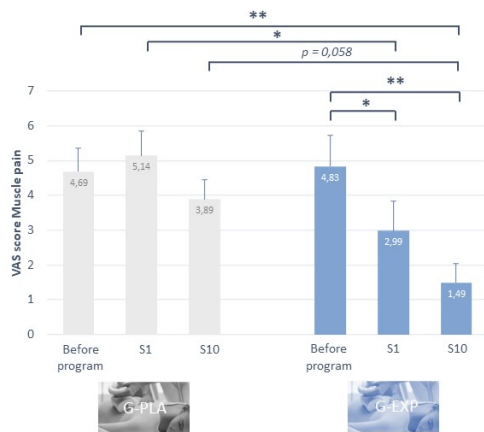 **
*
p = 0,058
**
*
VAS score Muscle pain
7
6
5
4
3
2
1
0
4,69
5,14
3,89
4,83
2,99
1,49
Before program
S1
S10
Before program
S1
S10
G-PLA
G-EXP